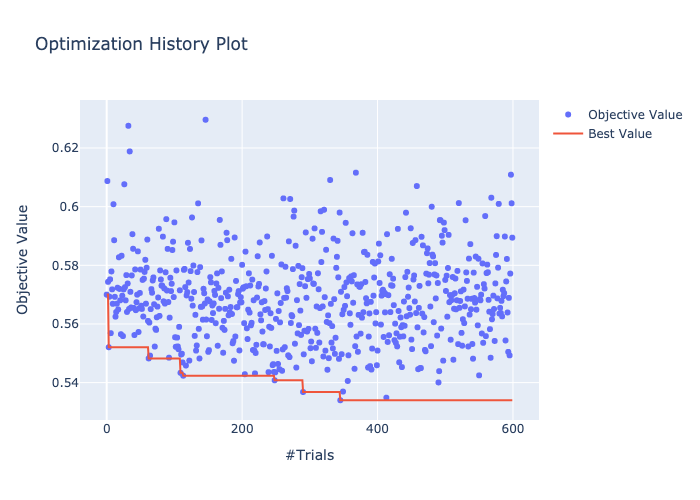 Optimization History Plot
Objective Value
Best Value
0.62
0.6
0.58
0.56
0.54
Objective Value
0
200
400
600
#Trials